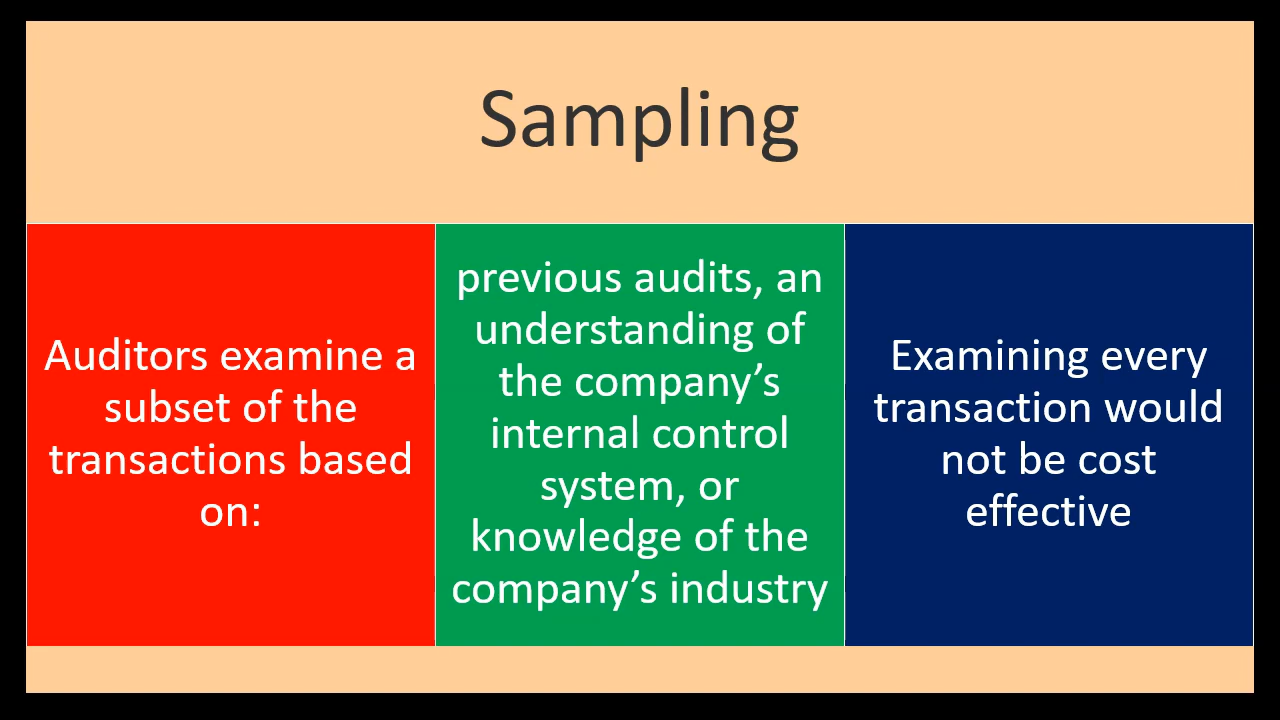 Sampling
Auditors examine a
subset of the
transactions based
on:
previous audits, an
understanding of
the company’s
internal control
system, or
knowledge of the
company’s industry
Examining every
transaction would
not be cost
effective